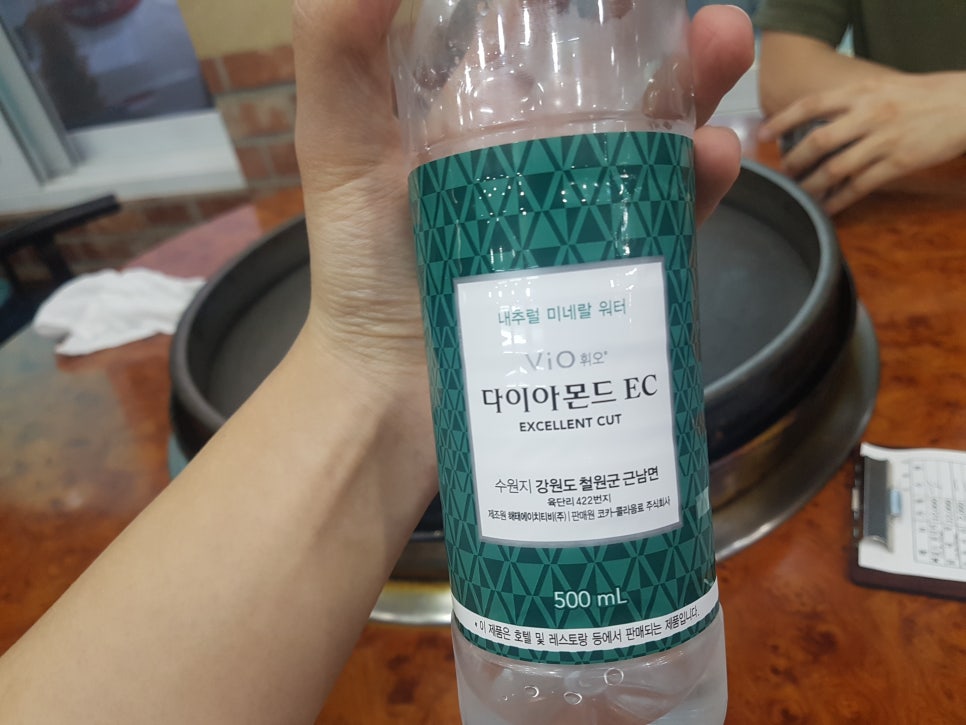 내추럴 미네랄 워터
ViO 휘오®
다이아몬드 EC
EXCELLENT CUT
수원지 강원도 철원군 근남면
육단리 422번지
제조원 해태에이치티비(주) | 판매원 코카-콜라음료 주식회사
500 mL
* 이 제품은 호텔 및 레스토랑 등에서 판매되는 제품입니다.